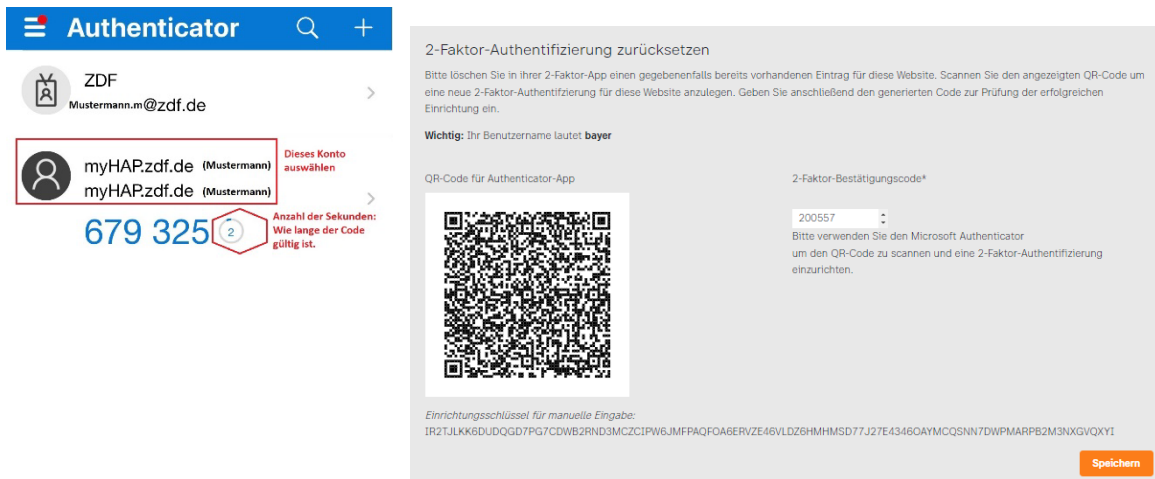 Authenticator
ZDF
Mustermann.m@zdf.de
myHAP.zdf.de (Mustermann)
myHAP.zdf.de (Mustermann)
Dieses Konto
auswählen
679 325
2
Anzahl der Sekunden:
Wie lange der Code
gültig ist.
2-Faktor-Authentifizierung zurücksetzen
Bitte löschen Sie in ihrer 2-Faktor-App einen gegebenenfalls bereits vorhandenen Eintrag für diese Website. Scannen Sie den angezeigten QR-Code um
eine neue 2-Faktor-Authentifzierung für diese Website anzulegen. Geben Sie anschließend den generierten Code zur Prüfung der erfolgreichen
Einrichtung ein.
Wichtig: Ihr Benutzername lautet bayer
QR-Code für Authenticator-App
2-Faktor-Bestätigungscode*
200557
Bitte verwenden Sie den Microsoft Authenticator
um den QR-Code zu scannen und eine 2-Faktor-Authentifizierung
einzurichten.
Einrichtungsschlüssel für manuelle Eingabe:
IR2TJLKK6DUDQGD7PG7CDWB2RND3MCZCIPW6JMFPAQFOA6ERVZE46VLDZ6HMHMSD77J27E4346OAYMCQSNN7DWPMARPB2M3NXGVQXYI
Speichern